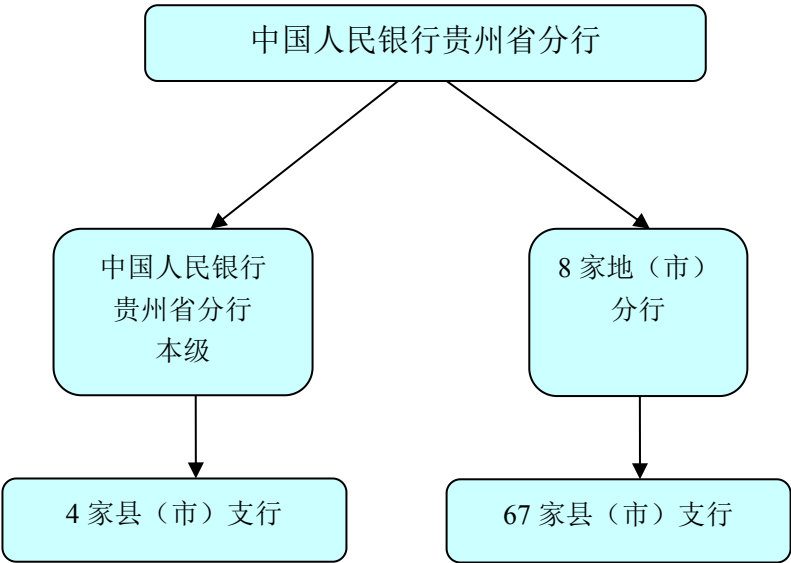 中国人民银行贵州省分行
中国人民银行
贵州省分行
本级
8 家地（市）
分行
4 家县（市）支行
67 家县（市）支行